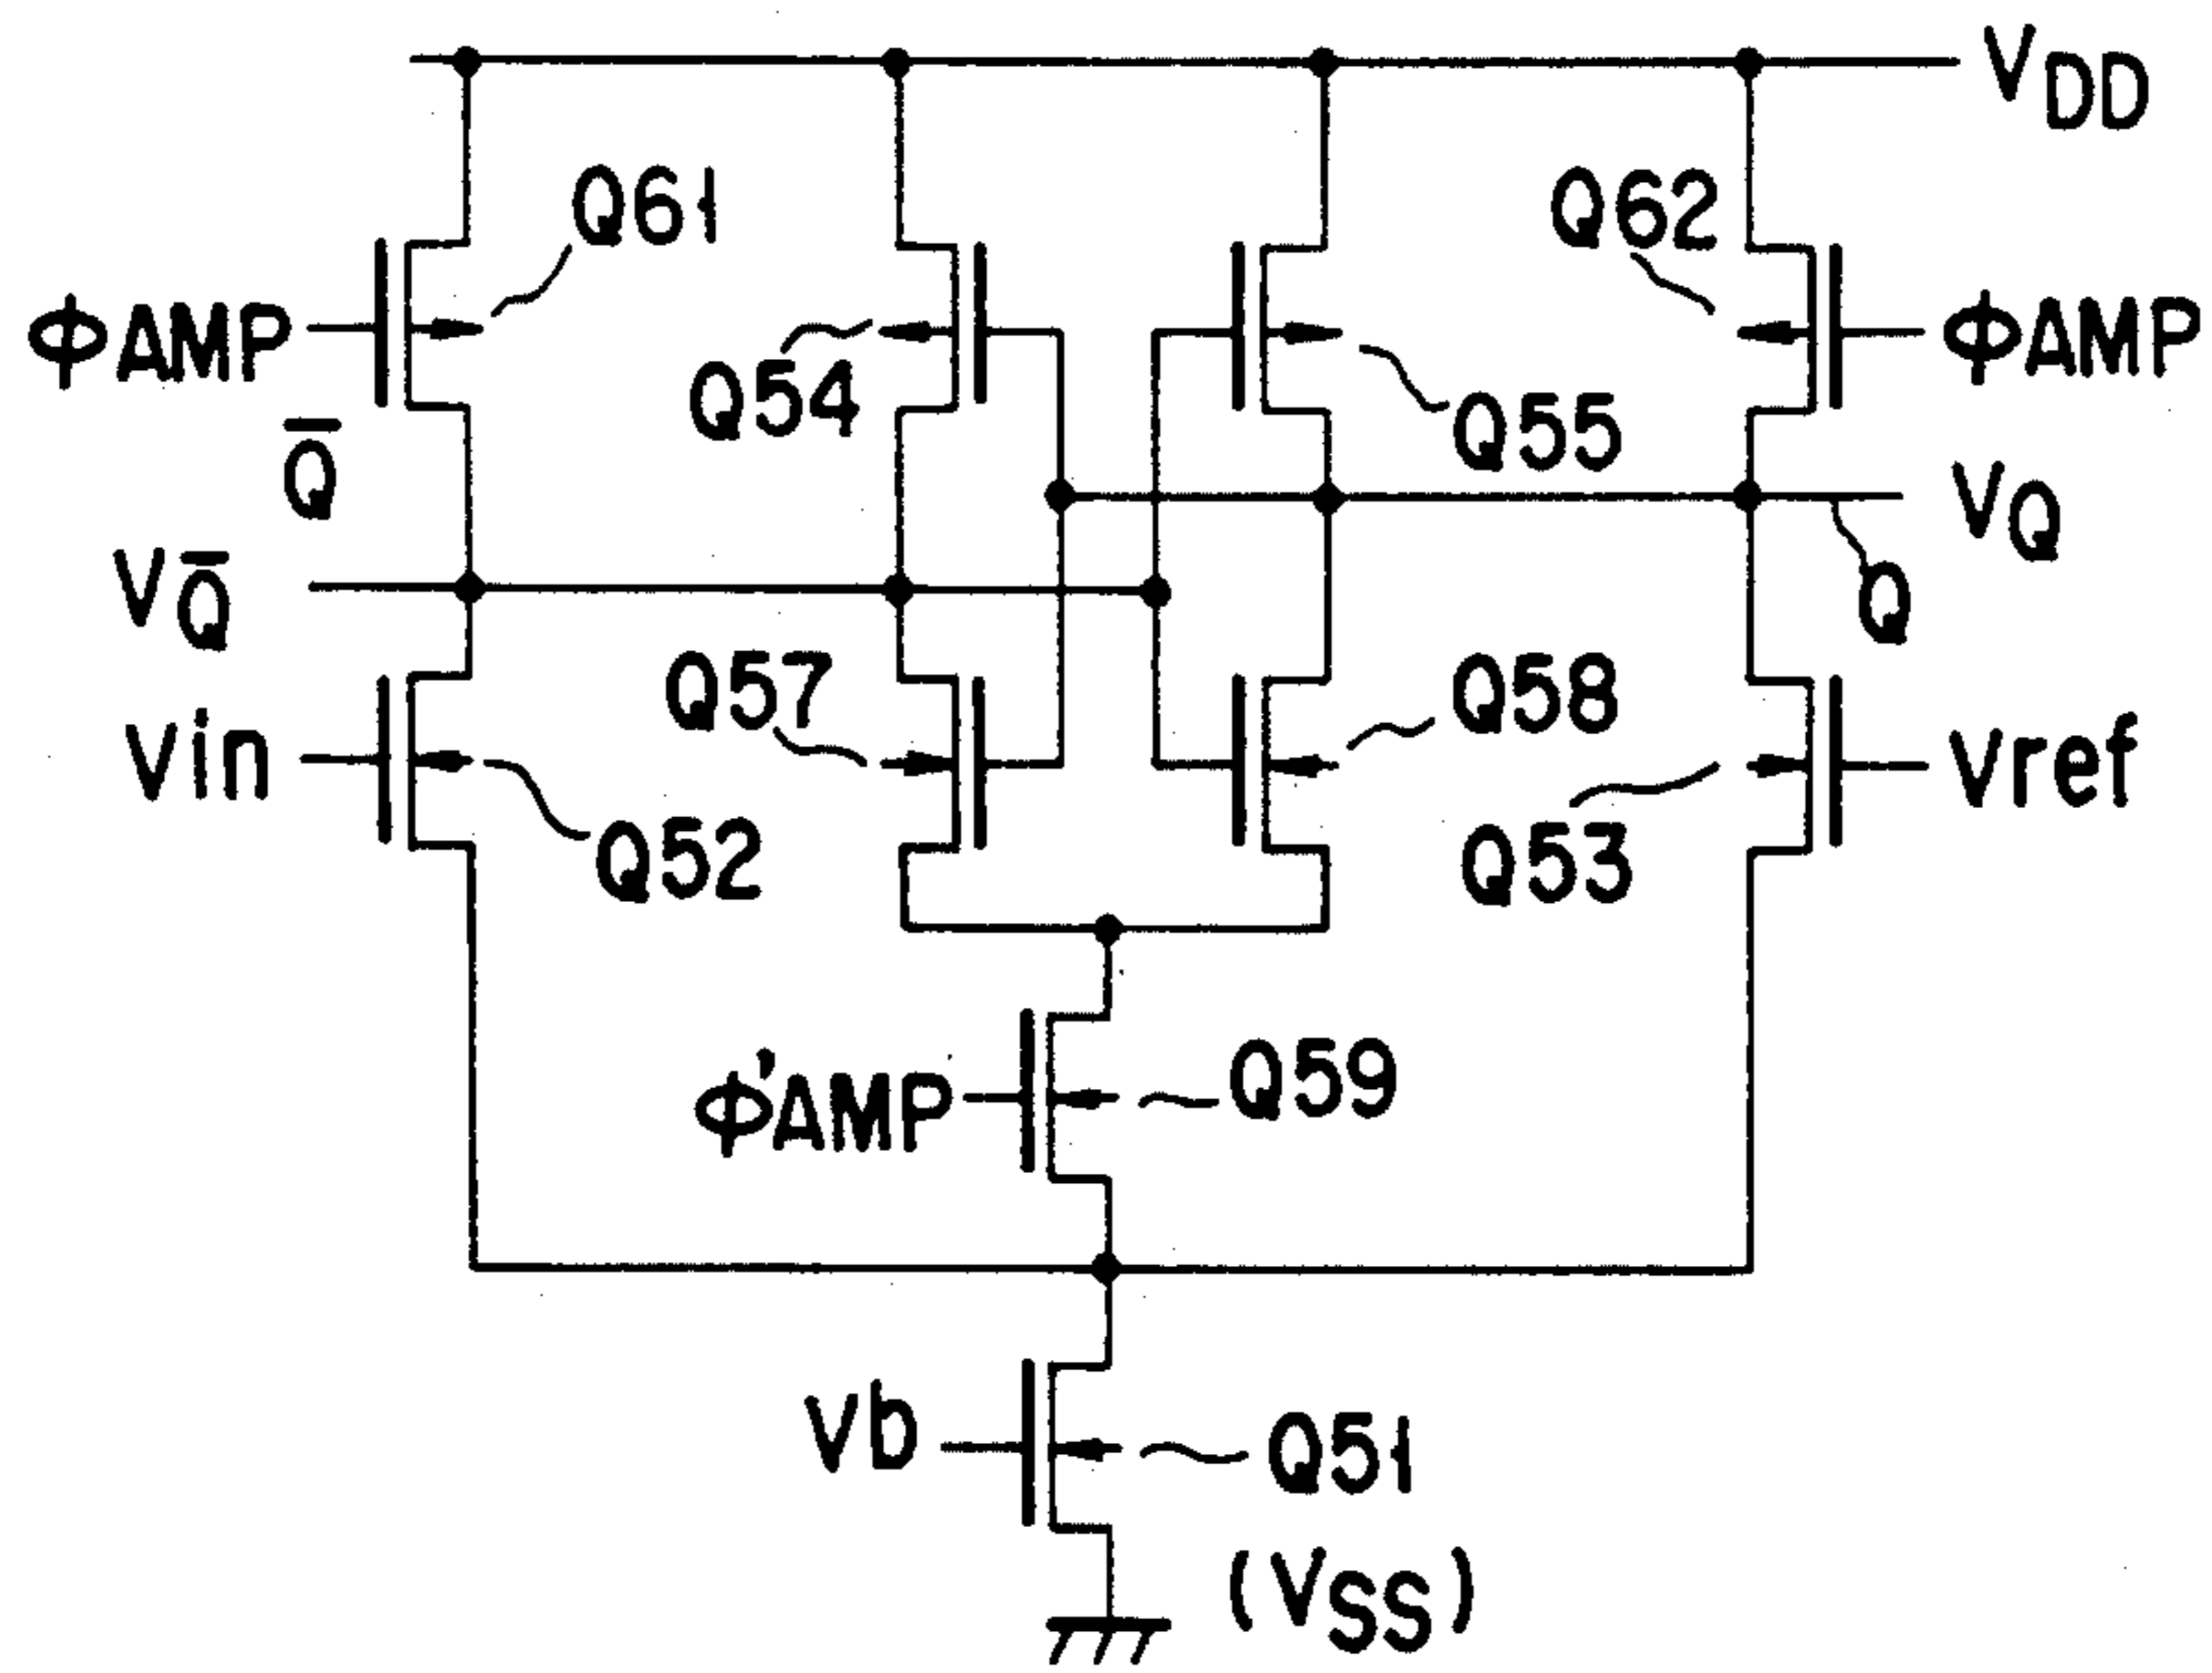 VDD
Q61
Q62
ΦAMP
Q54
ΦAMP
Q55
Q̅
VQ
VQ̅
Q
Q57
Q58
Vin
Vref
Q52
Q53
Φ'AMP
Q59
Vb
Q51
(VSS)